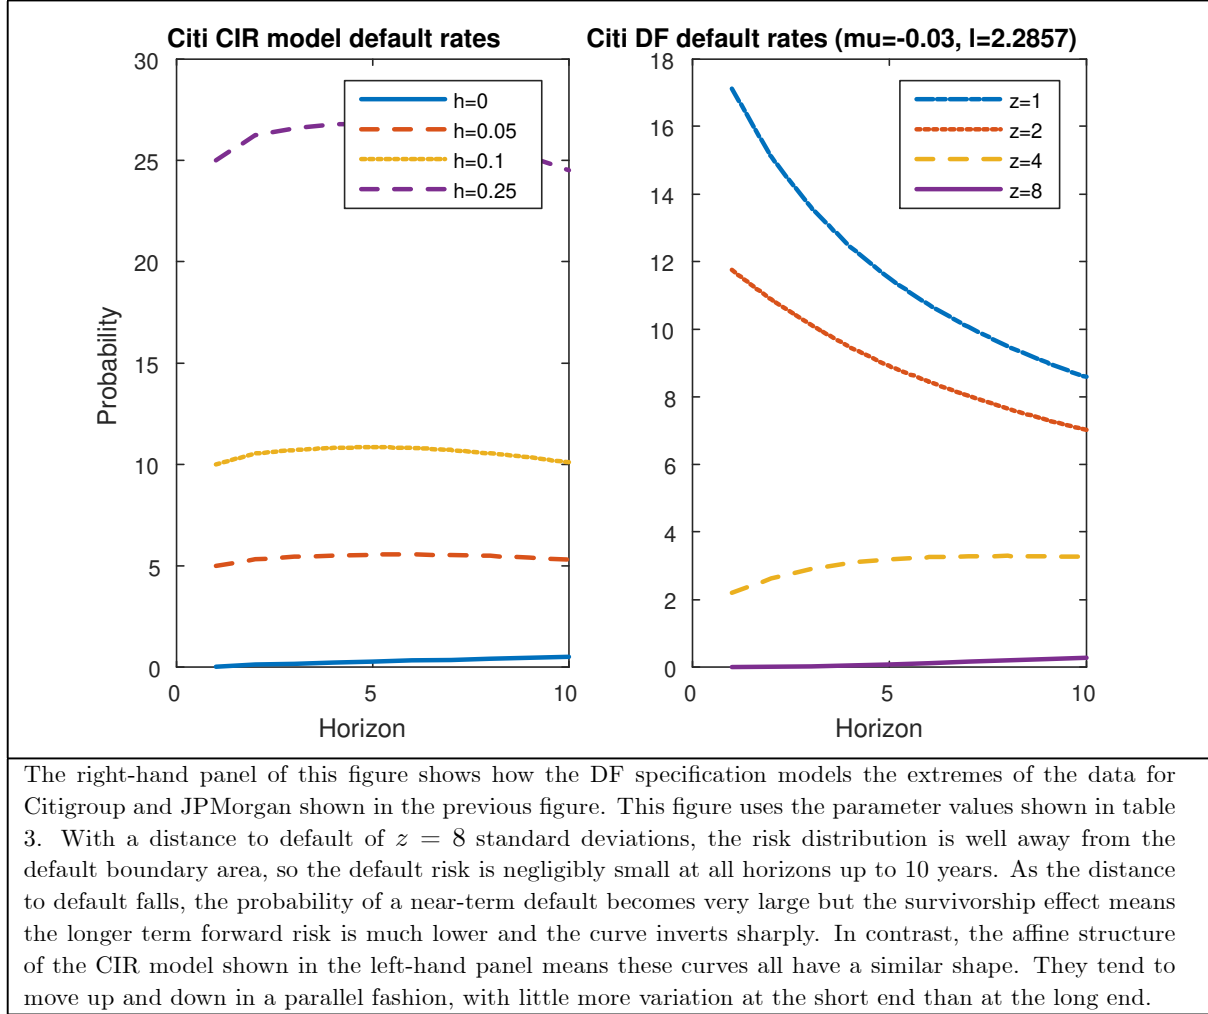 Citi CIR model default rates
30
25
20
15
10
5
0
0
5
10
Probability
Horizon
h=0
h=0.05
h=0.1
h=0.25
Citi DF default rates (mu=-0.03, l=2.2857)
18
16
14
12
10
8
6
4
2
0
0
5
10
Horizon
z=1
z=2
z=4
z=8
The right-hand panel of this figure shows how the DF specification models the extremes of the data for
Citigroup and JPMorgan shown in the previous figure. This figure uses the parameter values shown in table
3. With a distance to default of z = 8 standard deviations, the risk distribution is well away from the
default boundary area, so the default risk is negligibly small at all horizons up to 10 years. As the distance
to default falls, the probability of a near-term default becomes very large but the survivorship effect means
the longer term forward risk is much lower and the curve inverts sharply. In contrast, the affine structure
of the CIR model shown in the left-hand panel means these curves all have a similar shape. They tend to
move up and down in a parallel fashion, with little more variation at the short end than at the long end.